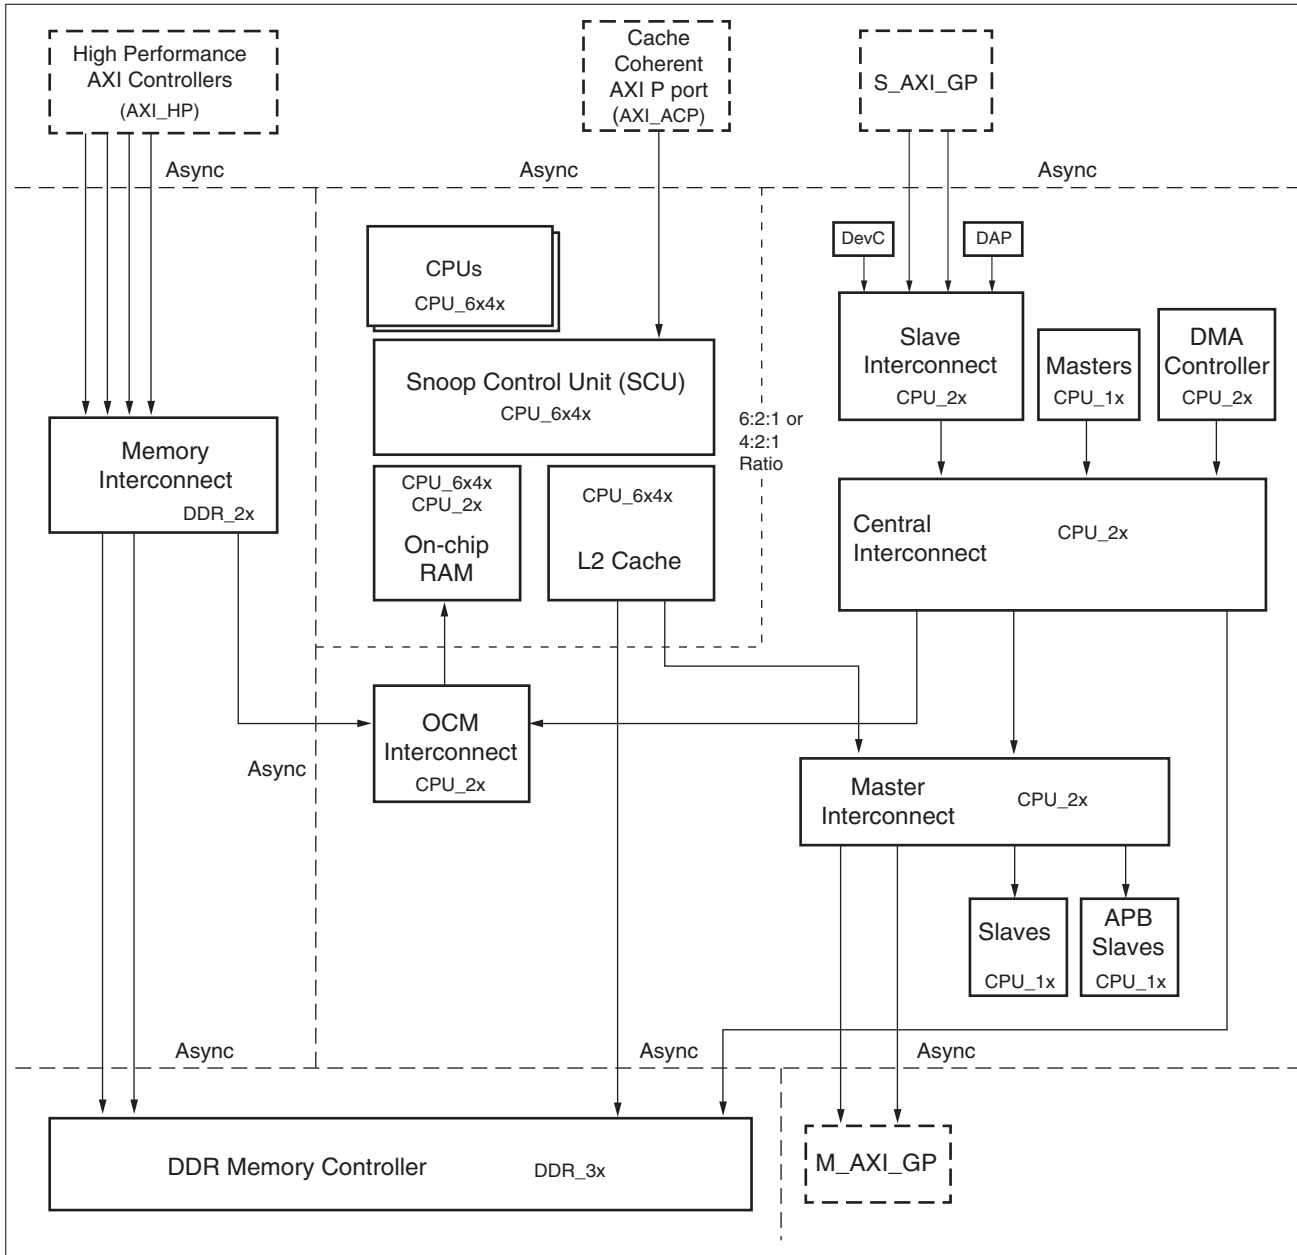 High Performance
AXI Controllers
(AXI_HP)
Cache
Coherent
AXI P port
(AXI_ACP)
S_AXI_GP
Async
Async
Async
DevC
DAP
CPUs
CPU_6x4x
Slave
Interconnect
CPU_2x
Masters
CPU_1x
DMA
Controller
CPU_2x
Snoop Control Unit (SCU)
CPU_6x4x
6:2:1 or
4:2:1
Ratio
Memory
Interconnect
DDR_2x
CPU_6x4x
CPU_2x
On-chip
RAM
CPU_6x4x
L2 Cache
Central
Interconnect
CPU_2x
OCM
Interconnect
CPU_2x
Async
Master
Interconnect
CPU_2x
Slaves
CPU_1x
APB
Slaves
CPU_1x
Async
Async
Async
DDR Memory Controller
DDR_3x
M_AXI_GP